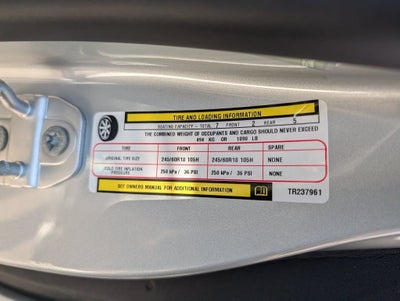 TIRE AND LOADING INFORMATION
SEATING CAPACITY - TOTAL 7 FRONT 2 REAR 5
THE COMBINED WEIGHT OF OCCUPANTS AND CARGO SHOULD NEVER EXCEED
494 KG OR 1090 LB
TIRE FRONT REAR SPARE
ORIGINAL TIRE SIZE 245/60R18 105H 245/60R18 105H NONE
COLD TIRE INFLATION PRESSURE 250 kPa / 36 PSI 250 kPa / 36 PSI NONE
SEE OWNERS MANUAL FOR ADDITIONAL INFORMATION TR237961